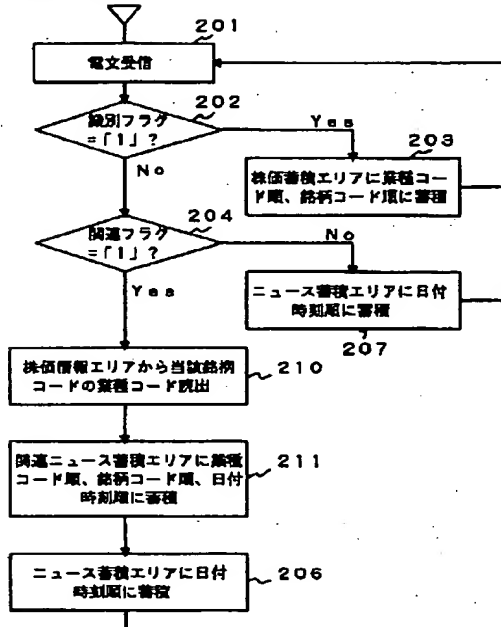 201
電文受信
202
識別フラグ
=「1」?
Yes
No
203
株価蓄積エリアに業種コー
ド順、銘柄コード順に蓄積
204
関連フラグ
=「1」?
No
Yes
ニュース蓄積エリアに日付
時刻順に蓄積
207
株価情報エリアから当該銘柄
コードの業種コード読出
210
関連ニュース蓄積エリアに業種
コード順、銘柄コード順、日付
時刻順に蓄積
211
ニュース蓄積エリアに日付
時刻順に蓄積
206